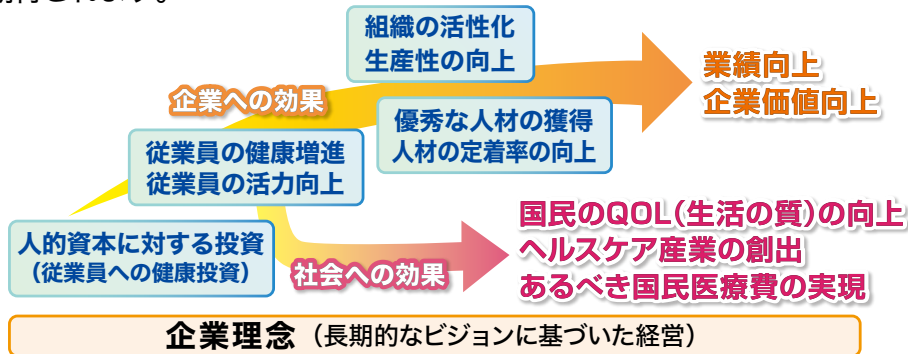 組織の活性化
生産性の向上
業績向上
企業価値向上
企業への効果
優秀な人材の獲得
人材の定着率の向上
従業員の健康増進
従業員の活力向上
国民のQOL(生活の質)の向上
ヘルスケア産業の創出
あるべき国民医療費の実現
人的資本に対する投資
(従業員への健康投資)
社会への効果
企業理念(長期的なビジョンに基づいた経営)